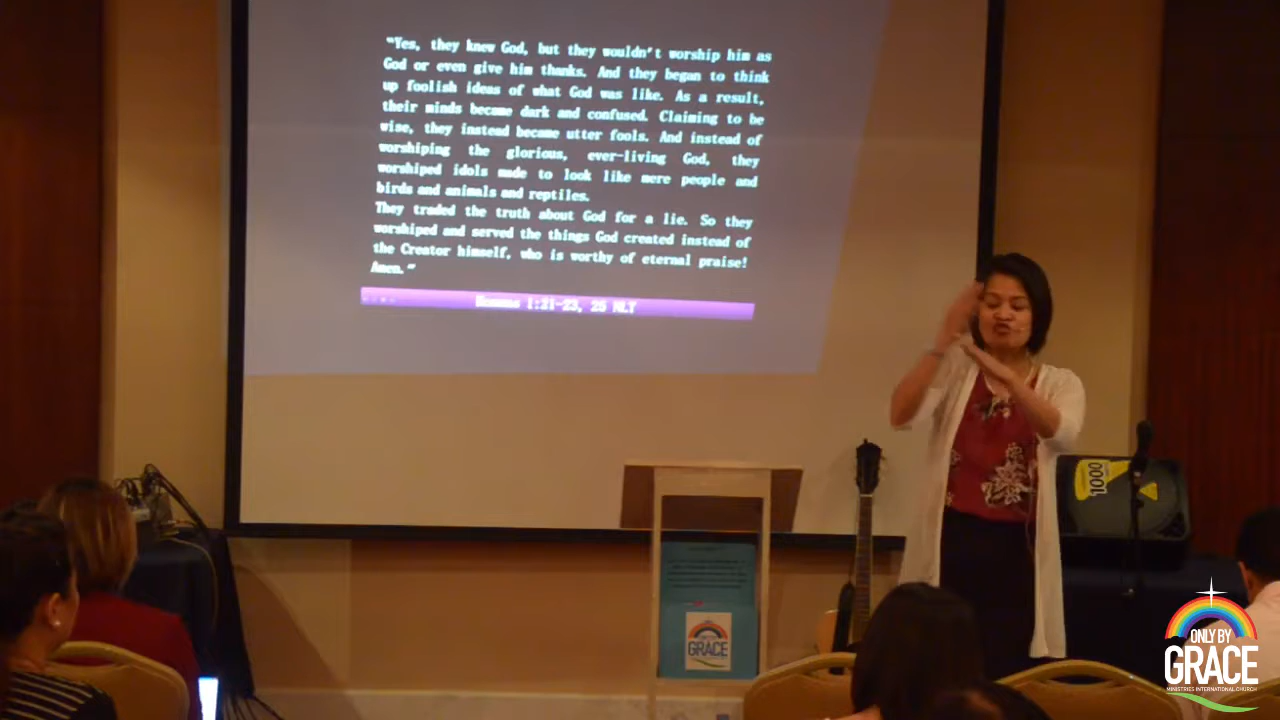 "Yes, they knew God, but they wouldn't worship him as
God or even give him thanks. And they began to think
up foolish ideas of what God was like. As a result,
their minds became dark and confused. Claiming to be
wise, they instead became utter fools. And instead of
worshiping the glorious, ever-living God, they
worshiped idols made to look like mere people and
birds and animals and reptiles.
They traded the truth about God for a lie. So they
worshiped and served the things God created instead of
the Creator himself, who is worthy of eternal praise!
Amen."
Romans 1:21-23, 25 NLT
1000
GRACE
ONLY BY
GRACE
MINISTRIES INTERNATIONAL CHURCH